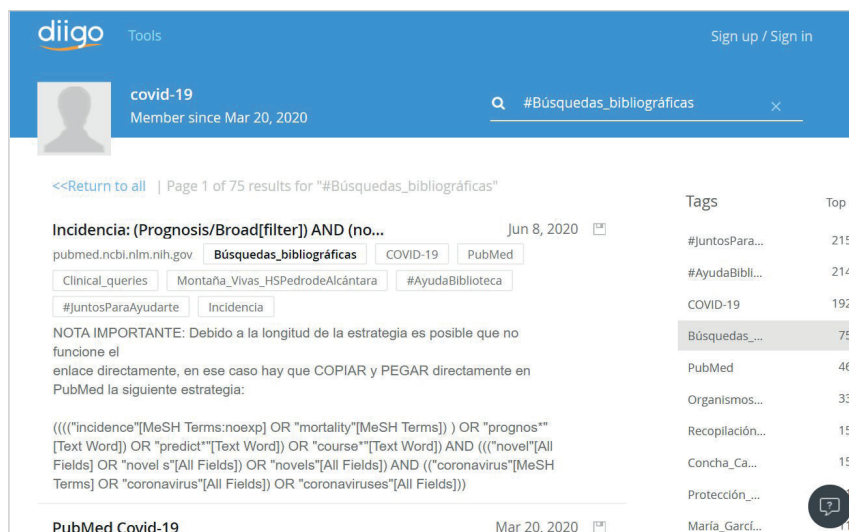 diigo Tools Sign up / Sign in
covid-19
Member since Mar 20, 2020
#Búsquedas_bibliográficas ×
<<Return to all | Page 1 of 75 results for "#Búsquedas_bibliográficas"
Incidencia: (Prognosis/Broad[filter]) AND (no... Jun 8, 2020
pubmed.ncbi.nlm.nih.gov Búsquedas_bibliográficas COVID-19 PubMed
Clinical_queries Montaña_Vivas_HSPedrodeAlcántara #AyudaBiblioteca
#JuntosParaAyudarte Incidencia
NOTA IMPORTANTE: Debido a la longitud de la estrategia es posible que no
funcione el
enlace directamente, en ese caso hay que COPIAR y PEGAR directamente en
PubMed la siguiente estrategia:
(((("incidence"[MeSH Terms:noexp] OR "mortality"[MeSH Terms]) ) OR "prognos*"
[Text Word]) OR "predict*"[Text Word]) OR "course*"[Text Word]) AND ((("novel"[All
Fields] OR "novel s"[All Fields]) OR "novels"[All Fields]) AND (("coronavirus"[MeSH
Terms] OR "coronavirus"[All Fields]) OR "coronaviruses"[All Fields]))
PubMed Covid-19 Mar 20, 2020
Tags Top
#JuntosPara... 215
#AyudaBibli... 214
COVID-19 192
Búsquedas_... 75
PubMed 46
Organismos... 33
Recopilación... 15
Concha_Ca... 15
Protección_...
María_Garcí...